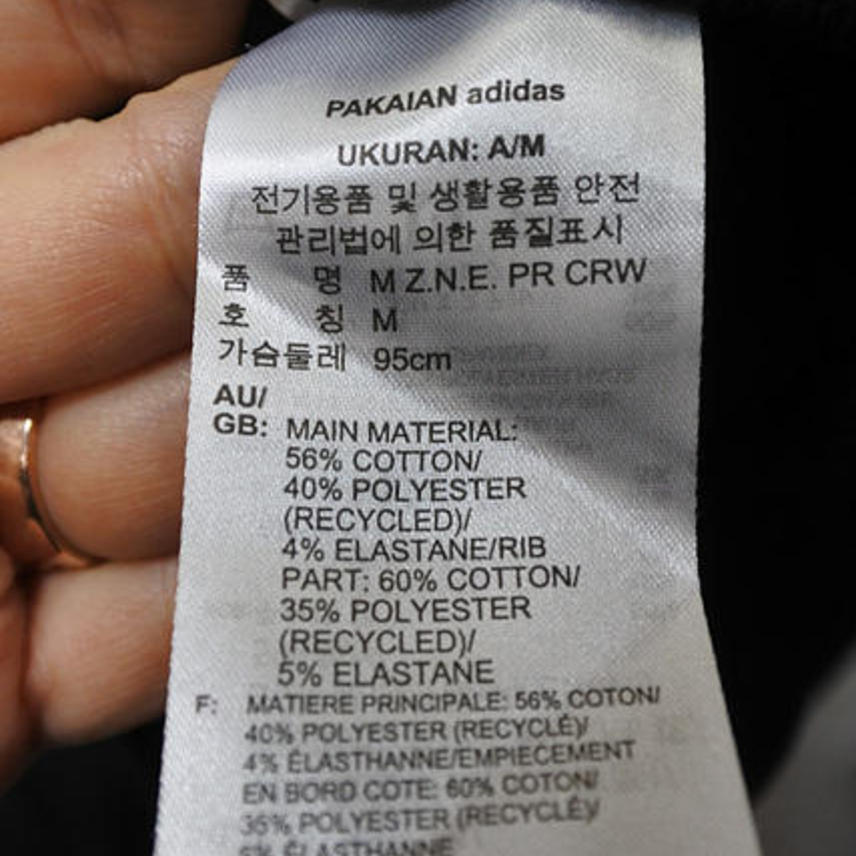 PAKAIAN adidas
UKURAN: A/M
전기용품 및 생활용품 안전
관리법에 의한 품질표시
품 명 M Z.N.E. PR CRW
호 칭 M
가슴둘레 95cm
AU/
GB: MAIN MATERIAL:
56% COTTON/
40% POLYESTER
(RECYCLED)/
4% ELASTANE/RIB
PART: 60% COTTON/
35% POLYESTER
(RECYCLED)/
5% ELASTANE
F: MATIERE PRINCIPALE: 56% COTON/
40% POLYESTER (RECYCLÉ)/
4% ÉLASTHANNE/EMPIECEMENT
EN BORD COTE: 60% COTON/
35% POLYESTER (RECYCLÉ)/
5% ÉLASTHANNE